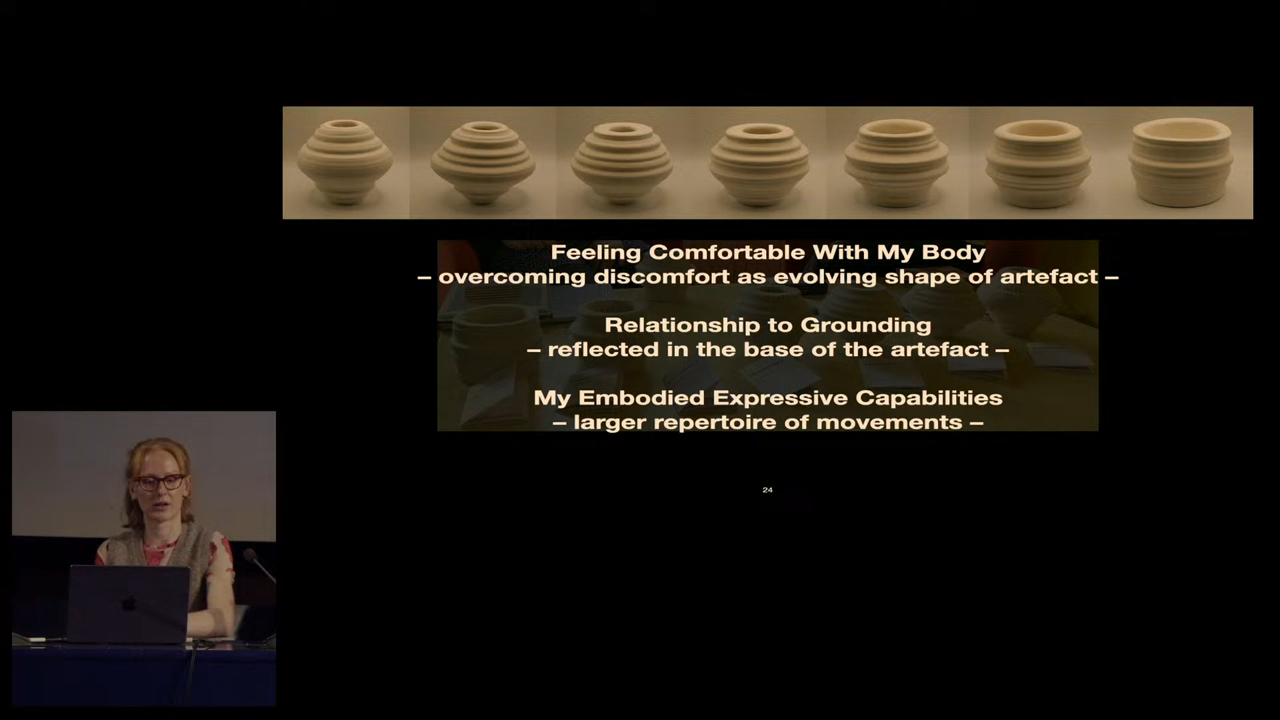 Feeling Comfortable With My Body
– overcoming discomfort as evolving shape of artefact –
Relationship to Grounding
– reflected in the base of the artefact –
My Embodied Expressive Capabilities
– larger repertoire of movements –
24